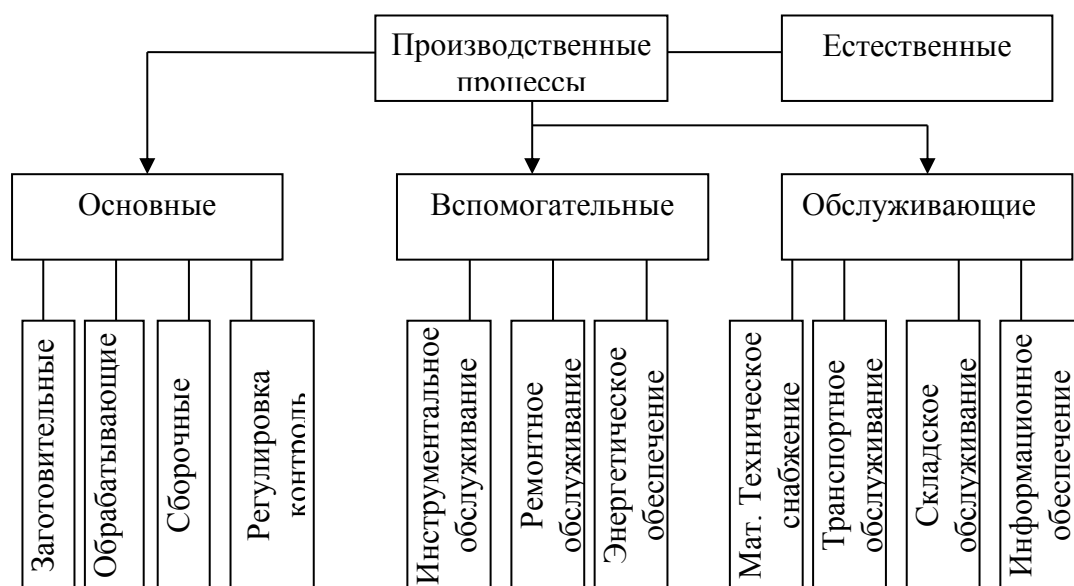 Производственные
процессы
Естественные
Основные
Вспомогательные
Обслуживающие
Заготовительные
Обрабатывающие
Сборочные
Регулировка
контроль
Инструментальное
обслуживание
Ремонтное
обслуживание
Энергетическое
обеспечение
Мат. Техническое
снабжение
Транспортное
обслуживание
Складское
обслуживание
Информационное
обеспечение